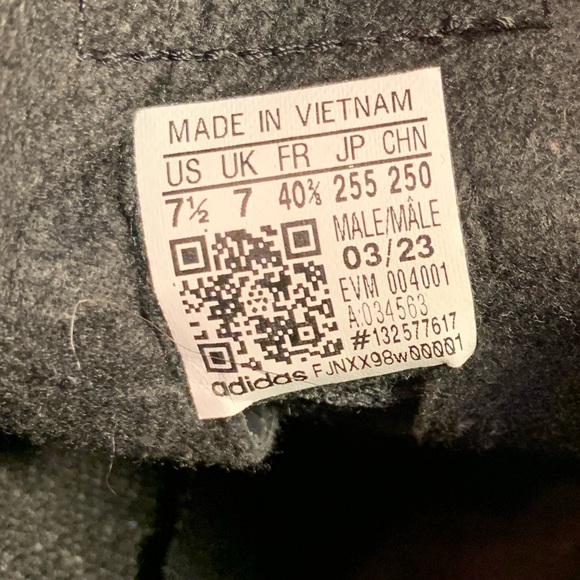 MADE IN VIETNAM
US UK FR JP CHN
7½ 7 40⅔ 255 250
MALE/MÂLE
03/23
EVM 004001
A:034563
#132577617
adidas FJNXX98w00001